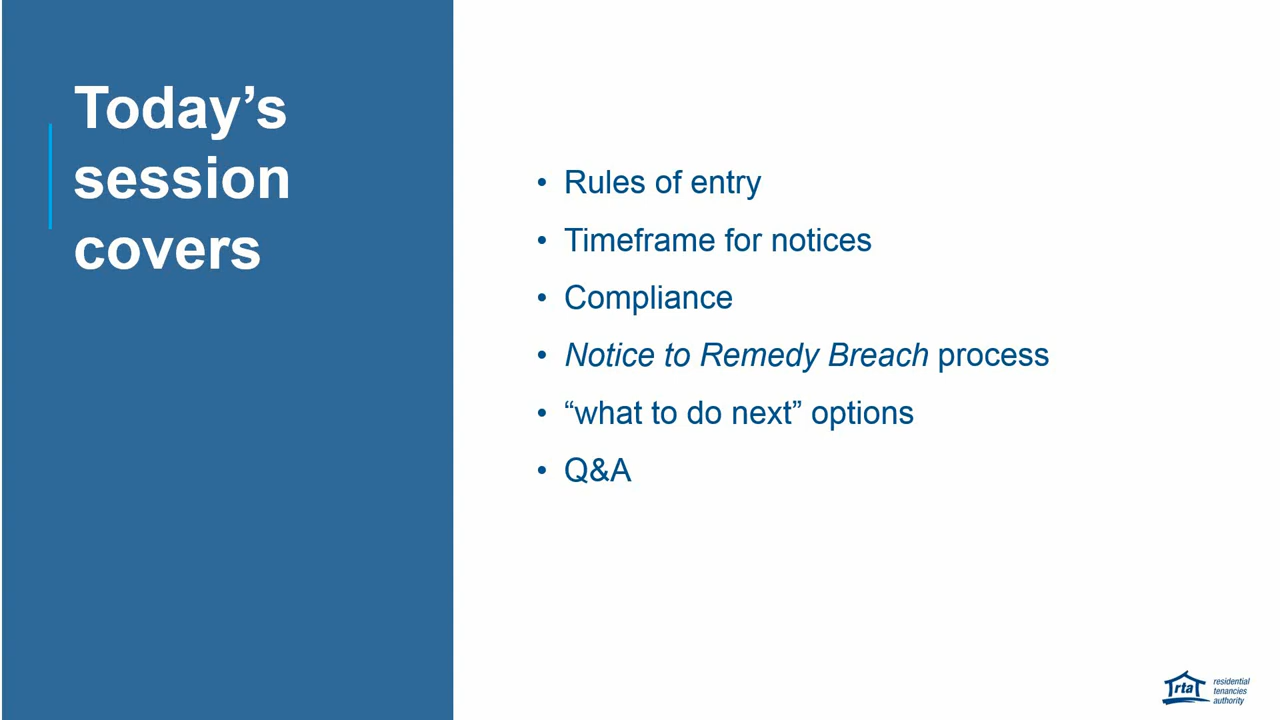 Today’s
session
covers
• Rules of entry
• Timeframe for notices
• Compliance
• Notice to Remedy Breach process
• “what to do next” options
• Q&A
rta
residential
tenancies
authority